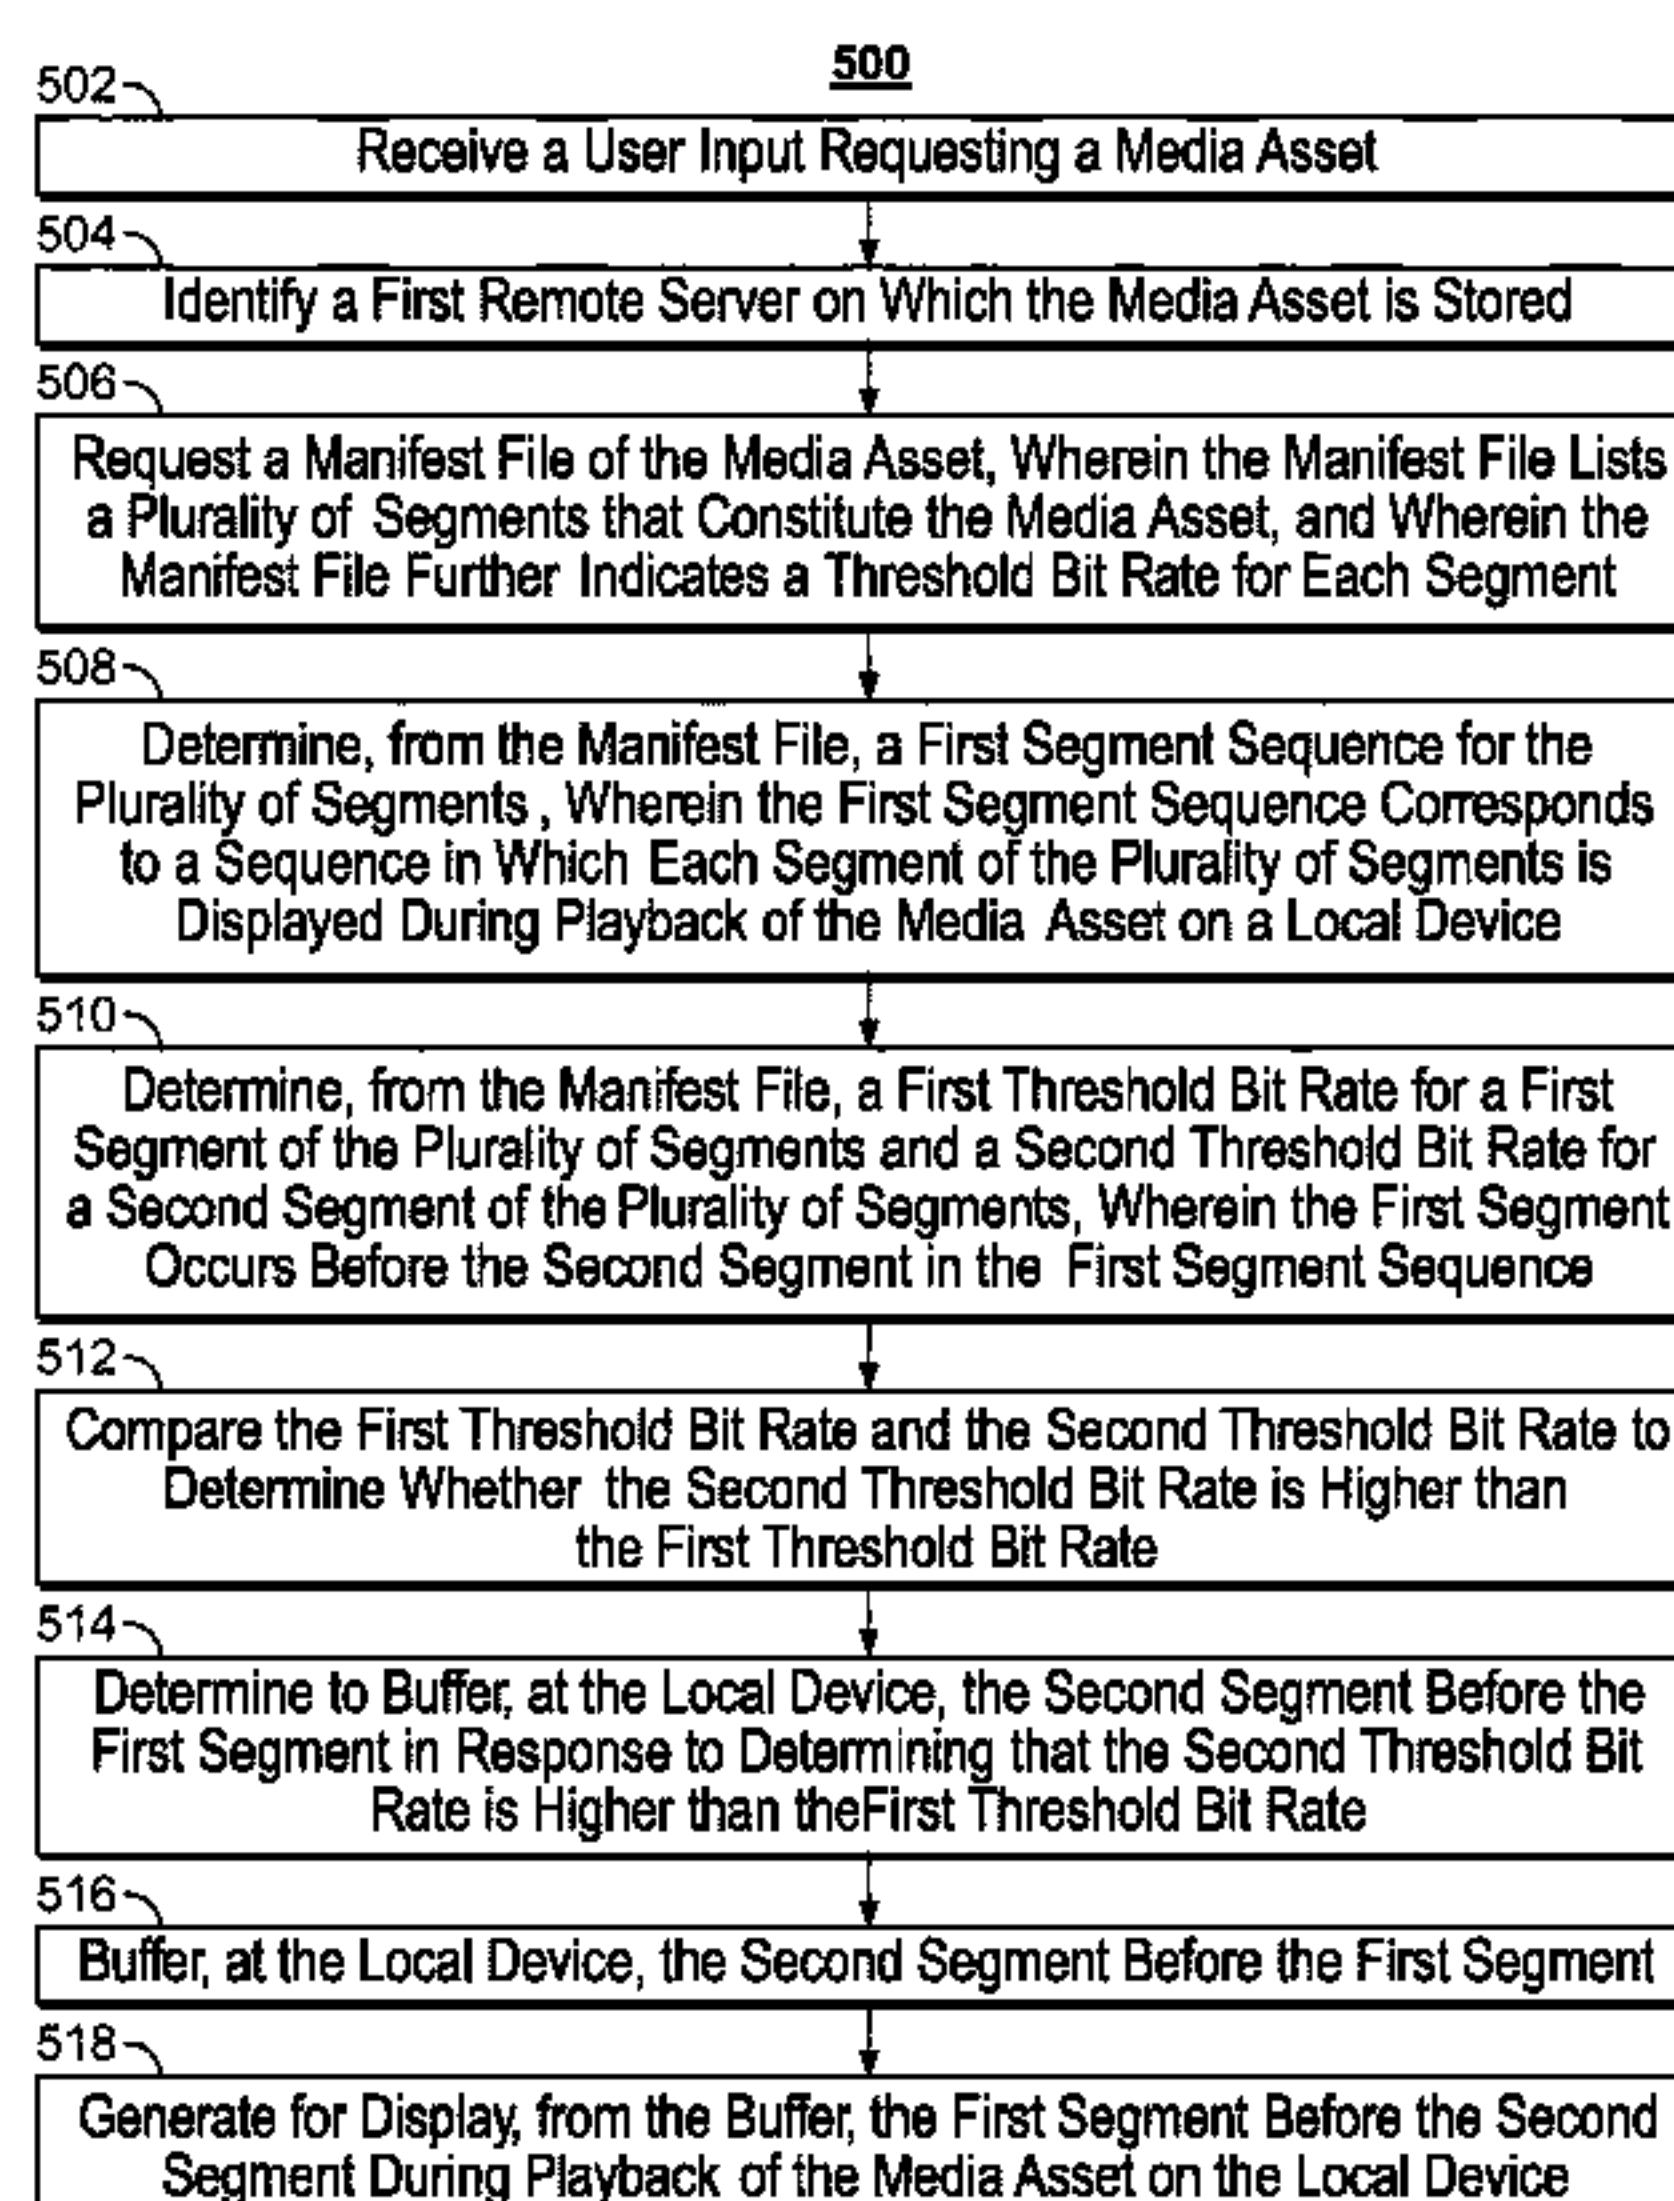 500
502
Receive a User Input Requesting a Media Asset
504
Identify a First Remote Server on Which the Media Asset is Stored
506
Request a Manifest File of the Media Asset, Wherein the Manifest File Lists
a Plurality of Segments that Constitute the Media Asset, and Wherein the
Manifest File Further Indicates a Threshold Bit Rate for Each Segment
508
Determine, from the Manifest File, a First Segment Sequence for the
Plurality of Segments, Wherein the First Segment Sequence Corresponds
to a Sequence in Which Each Segment of the Plurality of Segments is
Displayed During Playback of the Media Asset on a Local Device
510
Determine, from the Manifest File, a First Threshold Bit Rate for a First
Segment of the Plurality of Segments and a Second Threshold Bit Rate for
a Second Segment of the Plurality of Segments, Wherein the First Segment
Occurs Before the Second Segment in the First Segment Sequence
512
Compare the First Threshold Bit Rate and the Second Threshold Bit Rate to
Determine Whether the Second Threshold Bit Rate is Higher than
the First Threshold Bit Rate
514
Determine to Buffer, at the Local Device, the Second Segment Before the
First Segment in Response to Determining that the Second Threshold Bit
Rate is Higher than theFirst Threshold Bit Rate
516
Buffer, at the Local Device, the Second Segment Before the First Segment
518
Generate for Display, from the Buffer, the First Segment Before the Second
Segment During Playback of the Media Asset on the Local Device